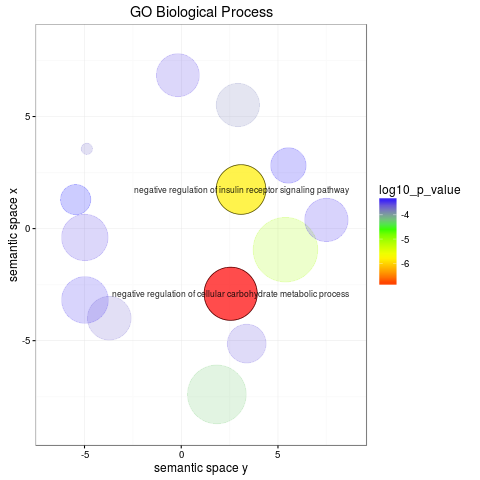 GO Biological Process
5
0
-5
semantic space x
negative regulation of insulin receptor signaling pathway
negative regulation of cellular carbohydrate metabolic process
-5
0
5
semantic space y
log10_p_value
-4
-5
-6